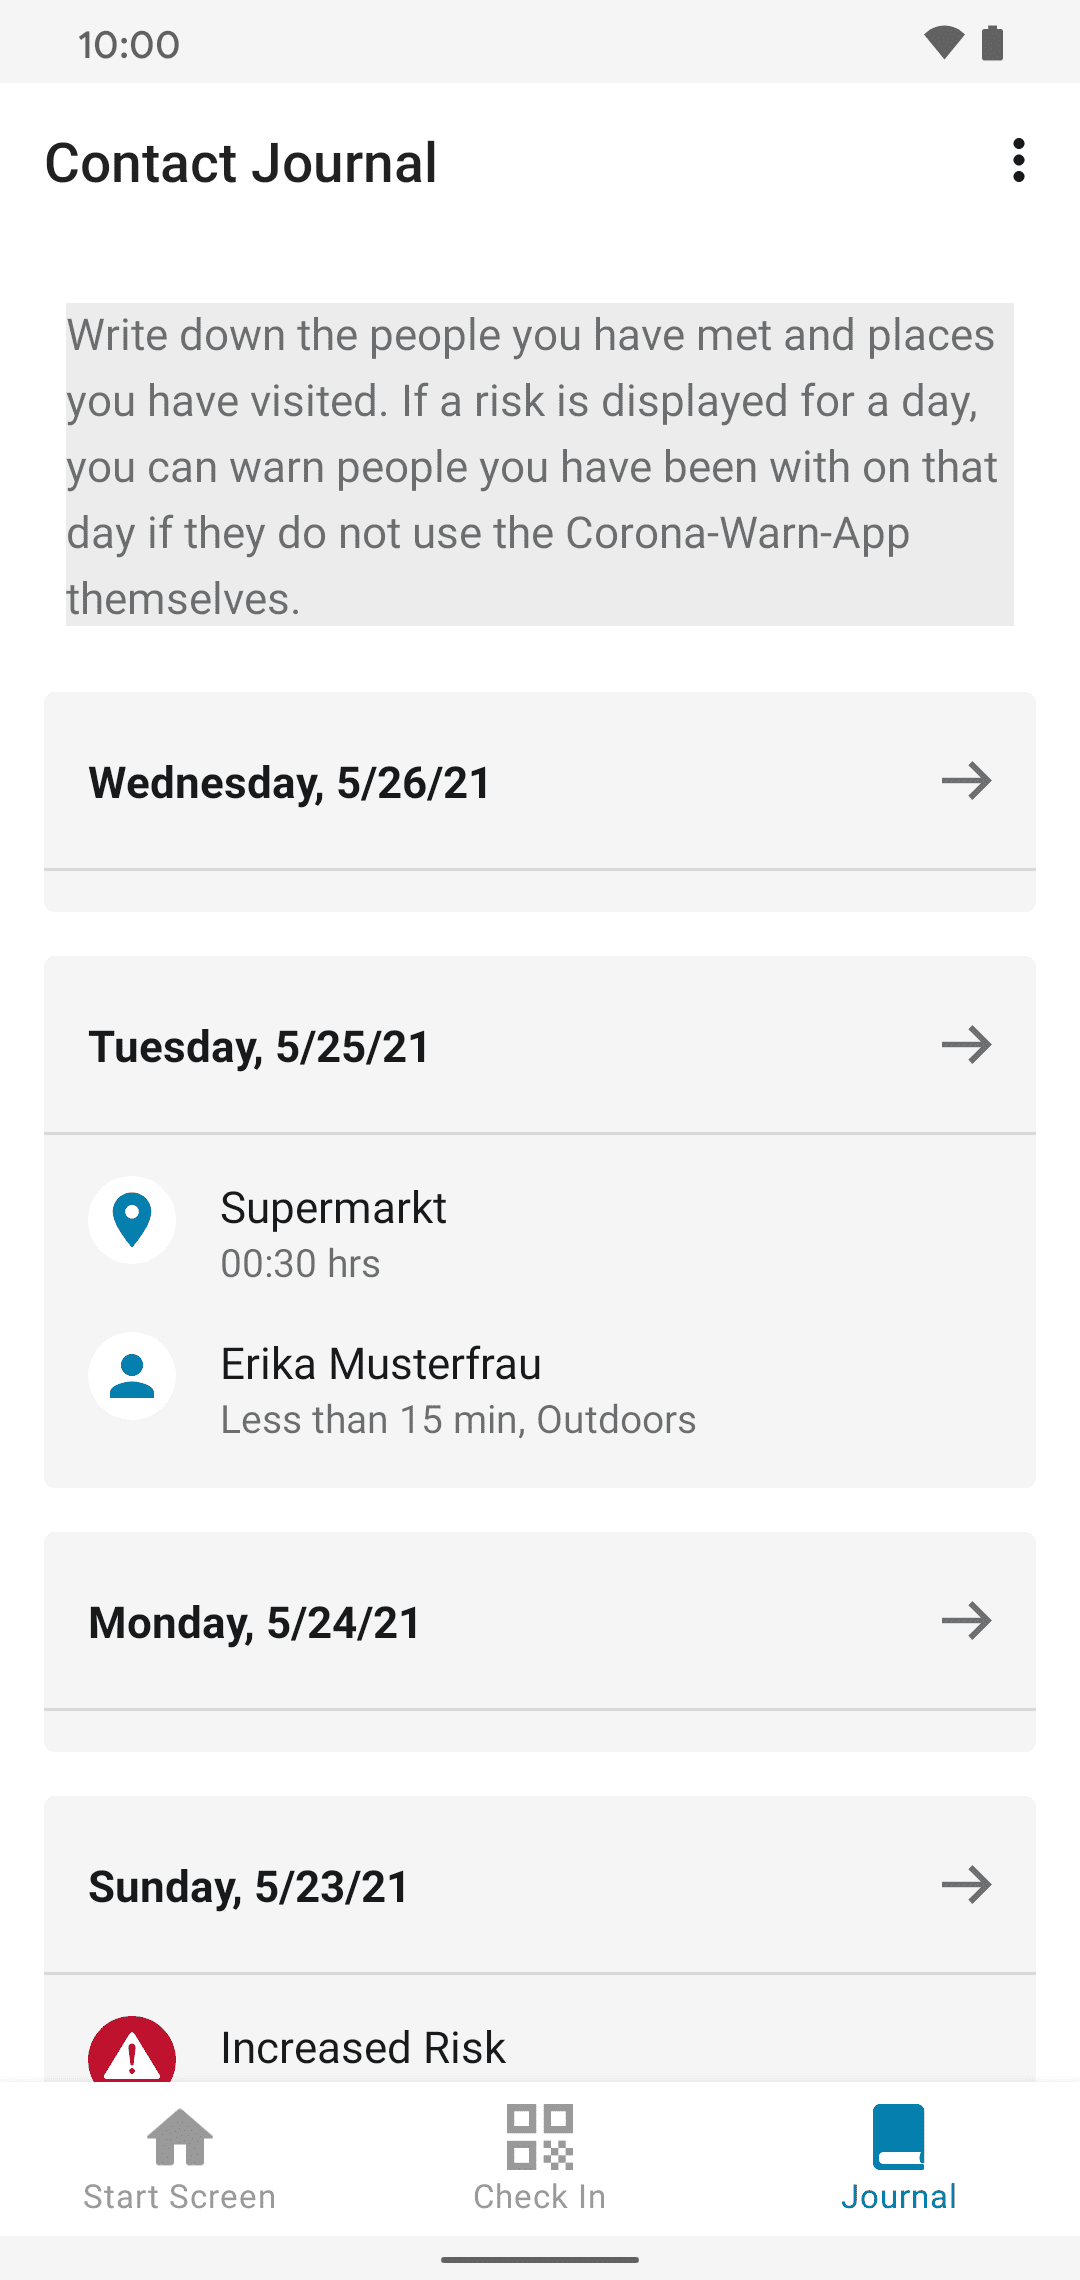 10:00
Contact Journal
Write down the people you have met and places
you have visited. If a risk is displayed for a day,
you can warn people you have been with on that
day if they do not use the Corona-Warn-App
themselves.
Wednesday, 5/26/21
Tuesday, 5/25/21
Supermarkt
00:30 hrs
Erika Musterfrau
Less than 15 min, Outdoors
Monday, 5/24/21
Sunday, 5/23/21
Increased Risk
Start Screen
Check In
Journal